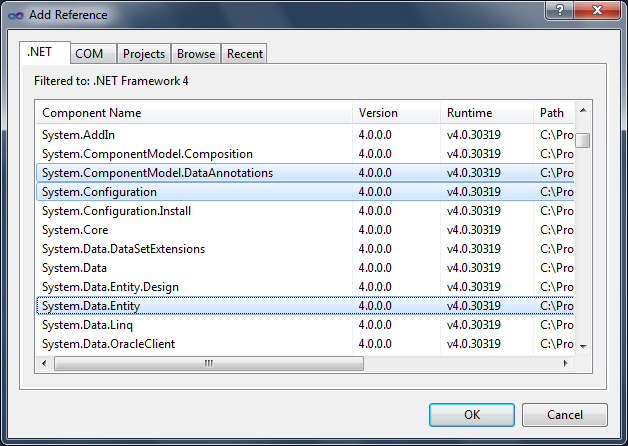 Add Reference
.NET COM Projects Browse Recent
Filtered to: .NET Framework 4
Component Name Version Runtime Path
System.AddIn 4.0.0.0 v4.0.30319 C:\Pro
System.ComponentModel.Composition 4.0.0.0 v4.0.30319 C:\Pro
System.ComponentModel.DataAnnotations 4.0.0.0 v4.0.30319 C:\Pro
System.Configuration 4.0.0.0 v4.0.30319 C:\Pro
System.Configuration.Install 4.0.0.0 v4.0.30319 C:\Pro
System.Core 4.0.0.0 v4.0.30319 C:\Pro
System.Data.DataSetExtensions 4.0.0.0 v4.0.30319 C:\Pro
System.Data 4.0.0.0 v4.0.30319 C:\Pro
System.Data.Entity.Design 4.0.0.0 v4.0.30319 C:\Pro
System.Data.Entity 4.0.0.0 v4.0.30319 C:\Pro
System.Data.Linq 4.0.0.0 v4.0.30319 C:\Pro
System.Data.OracleClient 4.0.0.0 v4.0.30319 C:\Pro
OK Cancel